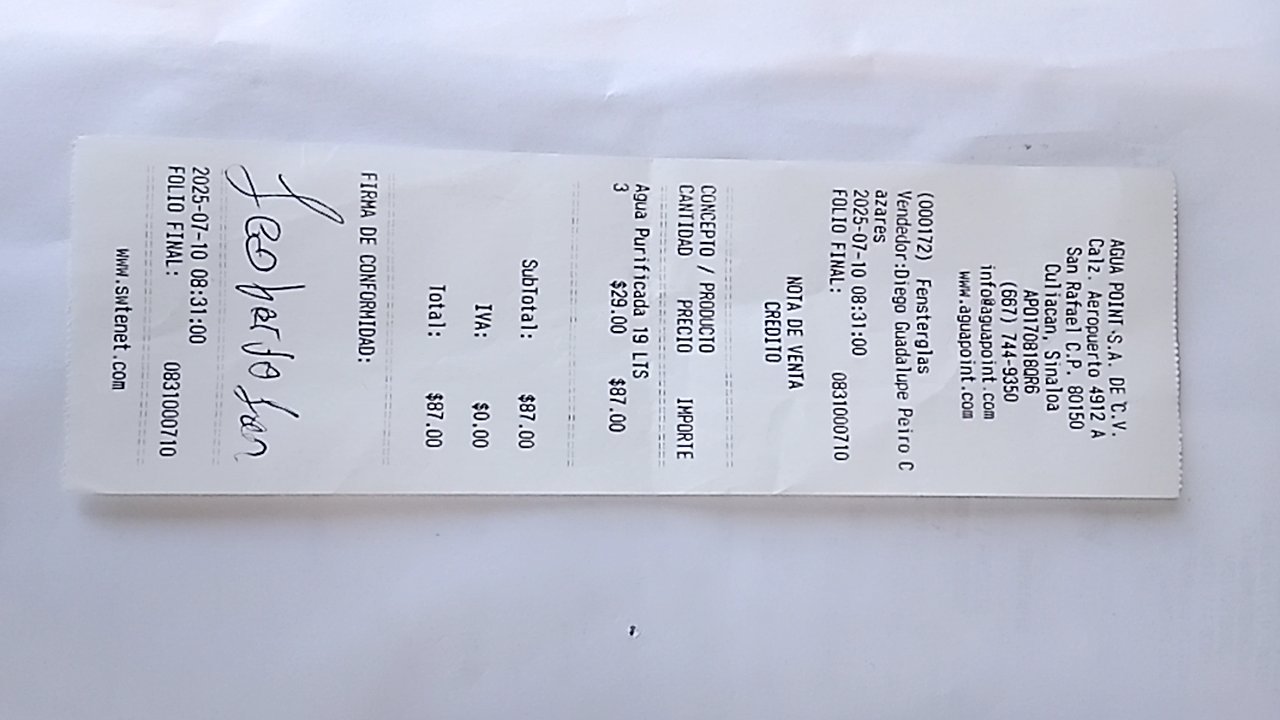 AGUA POINT S.A. DE C.V.
Calz. Aeropuerto 4912 A
San Rafael C.P. 80150
Culiacan, Sinaloa
APO170818QR6
(667) 744-9350
info@aguapoint.com
www.aguapoint.com
(000172) Fensterglas
Vendedor:Diego Guadalupe Peiro C
azares
2025-07-10 08:31:00
FOLIO FINAL: 0831000710
NOTA DE VENTA
CREDITO
CONCEPTO / PRODUCTO
CANTIDAD PRECIO IMPORTE
Agua Purificada 19 LTS
3 $29.00 $87.00
SubTotal: $87.00
IVA: $0.00
Total: $87.00
FIRMA DE CONFORMIDAD:
2025-07-10 08:31:00
FOLIO FINAL: 0831000710
www.swtenet.com